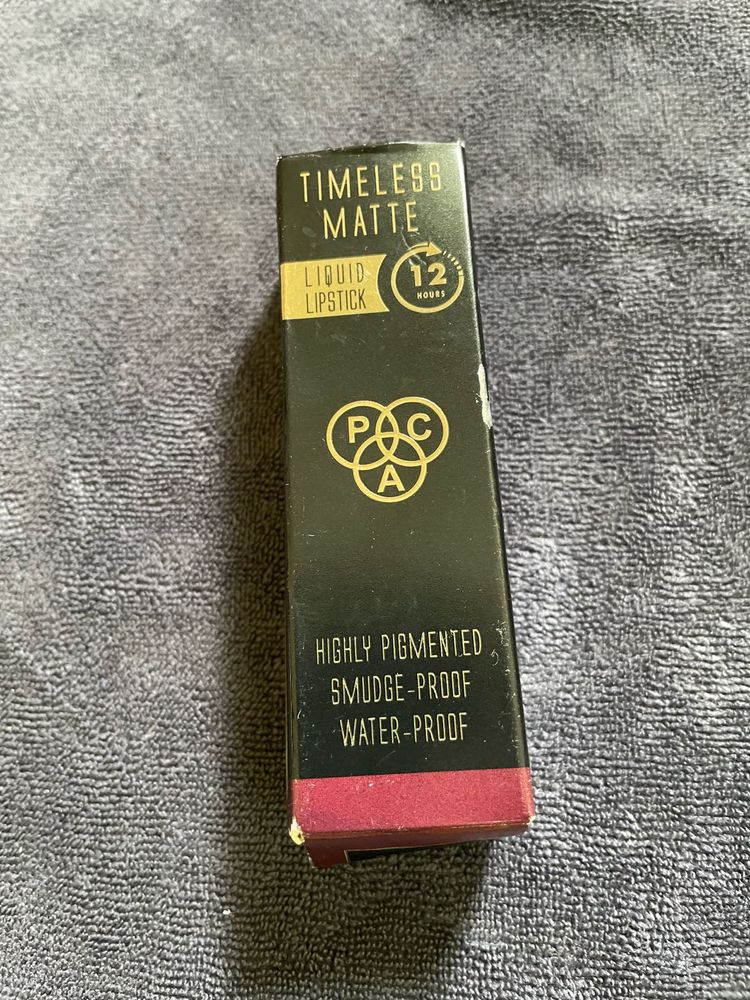 TIMELESS
MATTE
LIQUID
LIPSTICK
12
HOURS
P C
A
HIGHLY PIGMENTED
SMUDGE-PROOF
WATER-PROOF